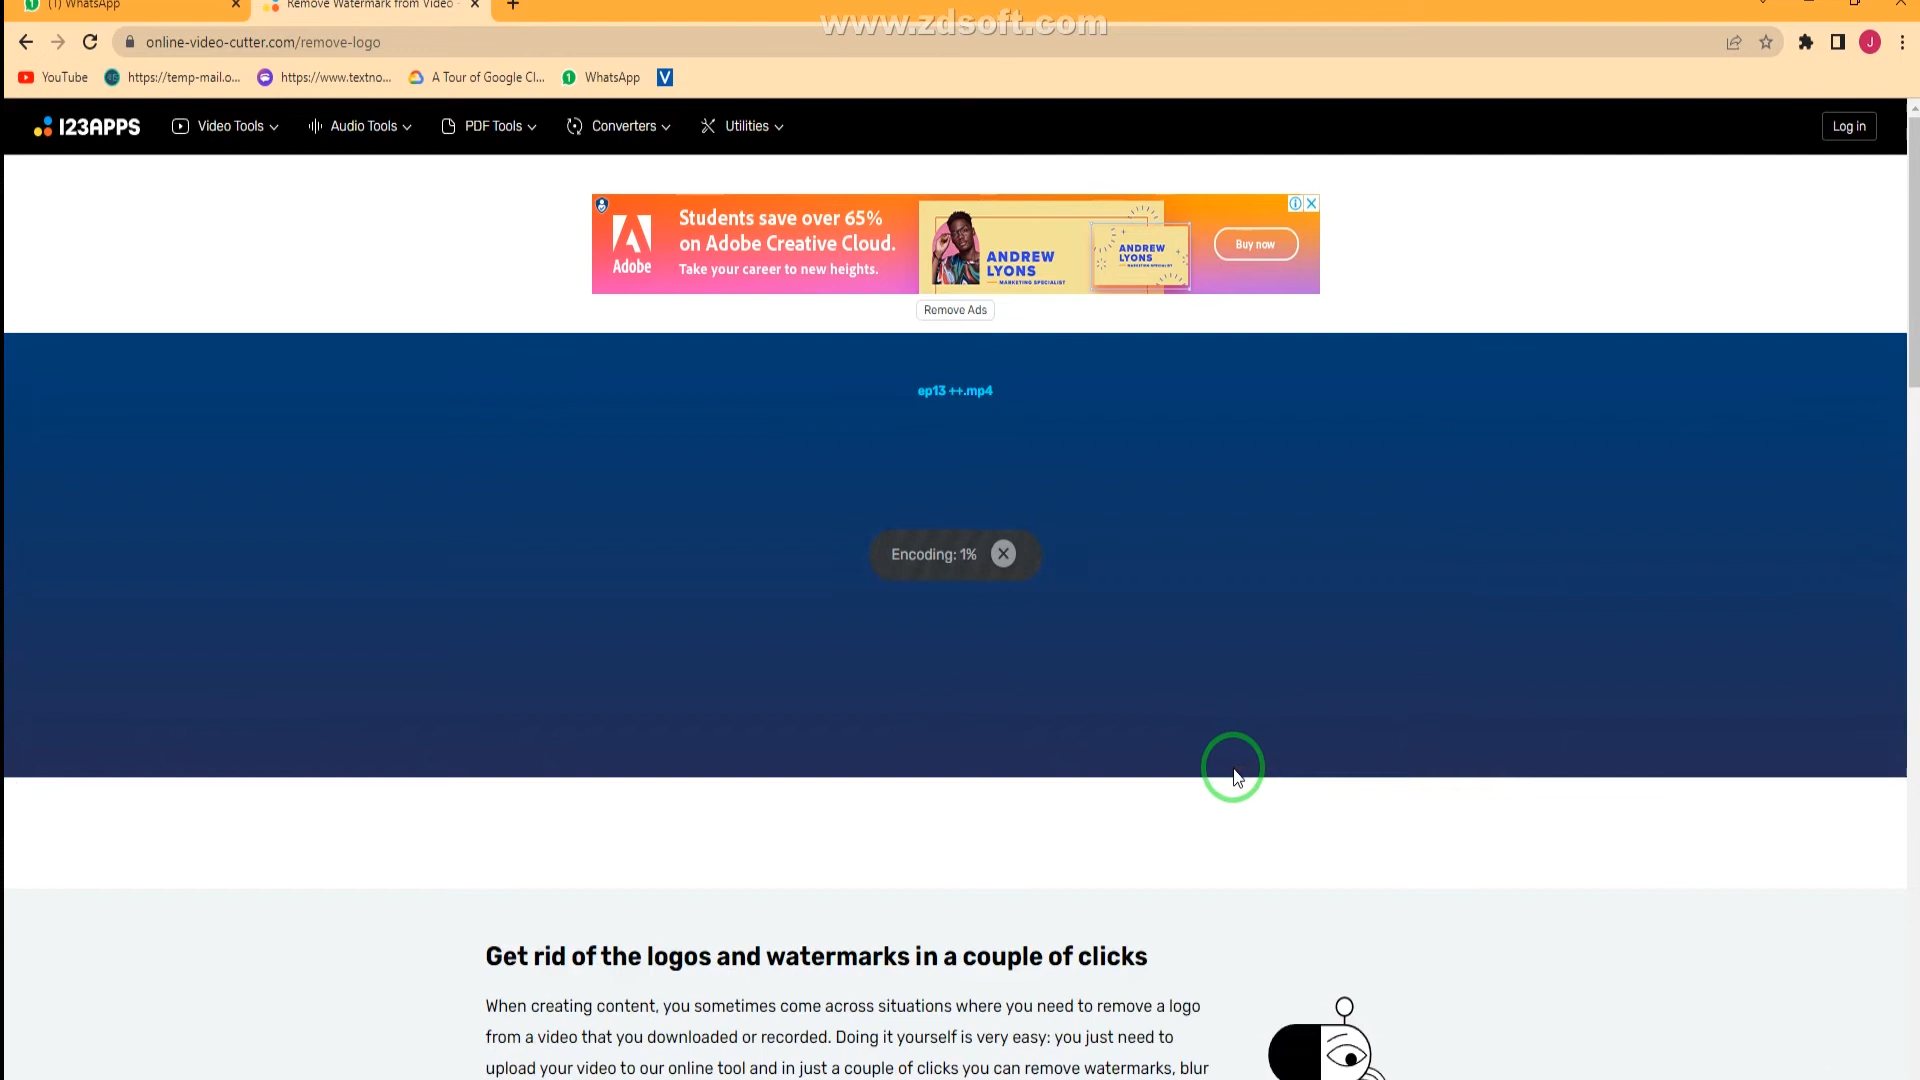 (1) WhatsApp
Remove Watermark from Video
www.zdsoft.com
online-video-cutter.com/remove-logo
J
YouTube
https://temp-mail.o...
https://www.textno...
A Tour of Google Cl...
1
WhatsApp
V
123APPS
Video Tools
Audio Tools
PDF Tools
Converters
Utilities
Log in
Adobe
Students save over 65%
on Adobe Creative Cloud.
Take your career to new heights.
ANDREW
LYONS
MARKETING SPECIALIST
ANDREW
LYONS
MARKETING SPECIALIST
Buy now
Remove Ads
ep13 ++.mp4
Encoding: 1%
Get rid of the logos and watermarks in a couple of clicks
When creating content, you sometimes come across situations where you need to remove a logo
from a video that you downloaded or recorded. Doing it yourself is very easy: you just need to
upload your video to our online tool and in just a couple of clicks you can remove watermarks, blur